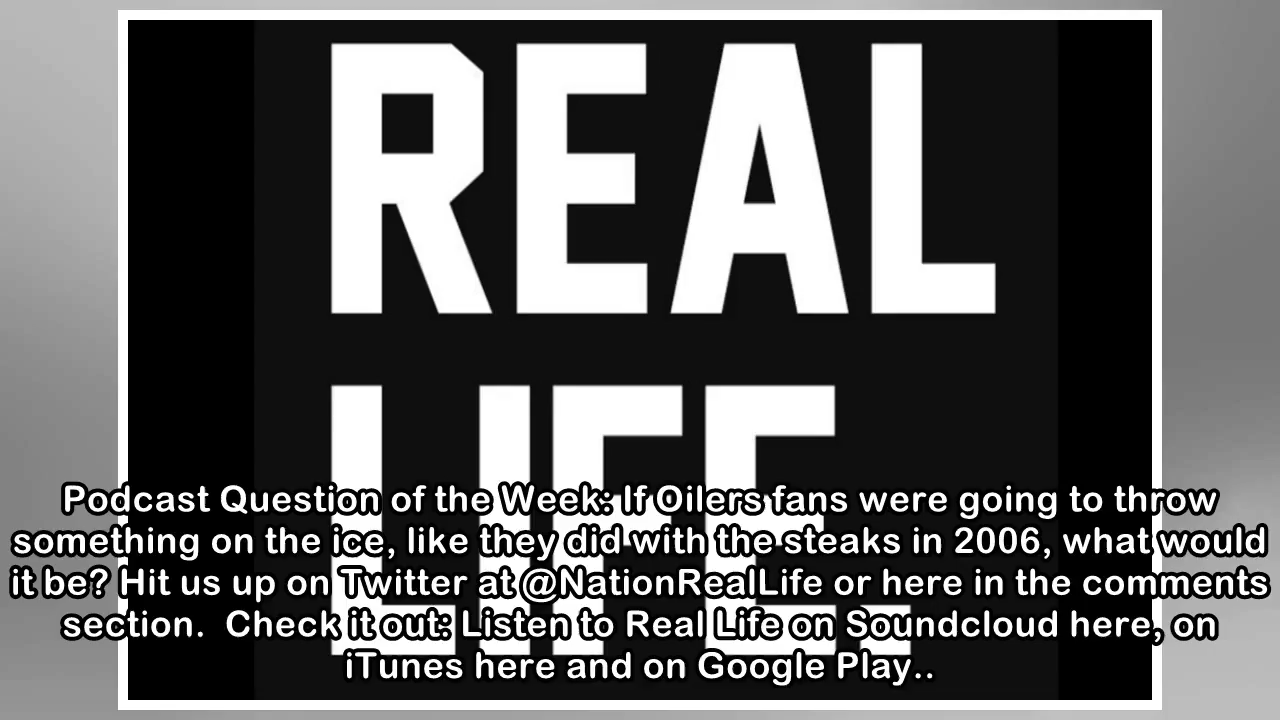 REAL
LIFE.
Podcast Question of the Week: If Oilers fans were going to throw
something on the ice, like they did with the steaks in 2006, what would
it be? Hit us up on Twitter at @NationRealLife or here in the comments
section.  Check it out: Listen to Real Life on Soundcloud here, on
iTunes here and on Google Play..